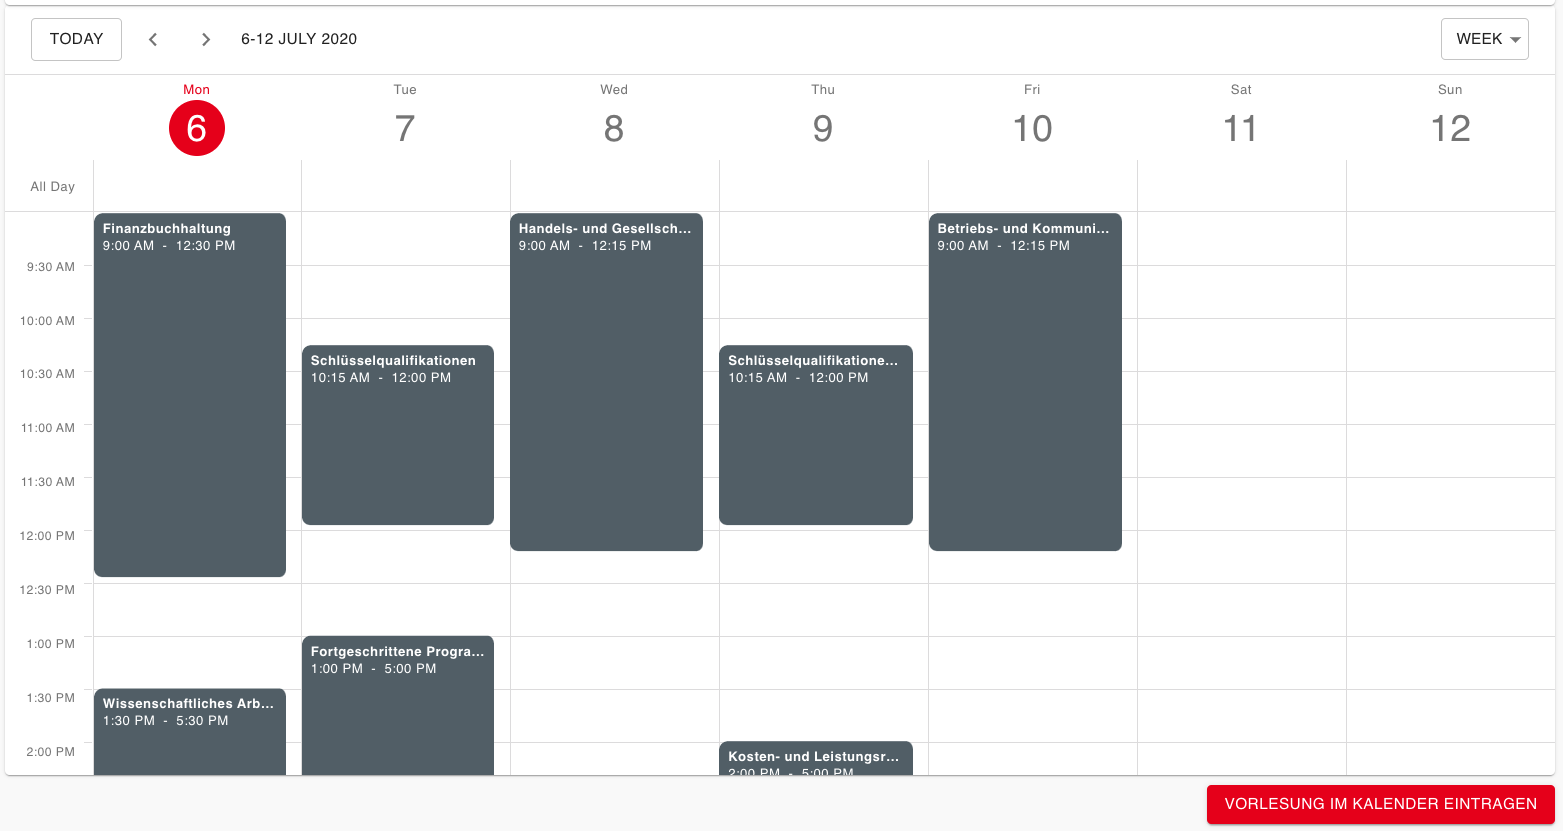 TODAY
6-12 JULY 2020
WEEK
Mon Tue Wed Thu Fri Sat Sun
6 7 8 9 10 11 12
All Day
Finanzbuchhaltung
9:00 AM - 12:30 PM
Handels- und Gesellsch...
9:00 AM - 12:15 PM
Betriebs- und Kommuni...
9:00 AM - 12:15 PM
9:30 AM
10:00 AM
Schlüsselqualifikationen
10:15 AM - 12:00 PM
Schlüsselqualifikatione...
10:15 AM - 12:00 PM
10:30 AM
11:00 AM
11:30 AM
12:00 PM
12:30 PM
1:00 PM
Fortgeschrittene Progra...
1:00 PM - 5:00 PM
1:30 PM
Wissenschaftliches Arb...
1:30 PM - 5:30 PM
2:00 PM
Kosten- und Leistungsr...
2:00 PM - 5:00 PM
VORLESUNG IM KALENDER EINTRAGEN